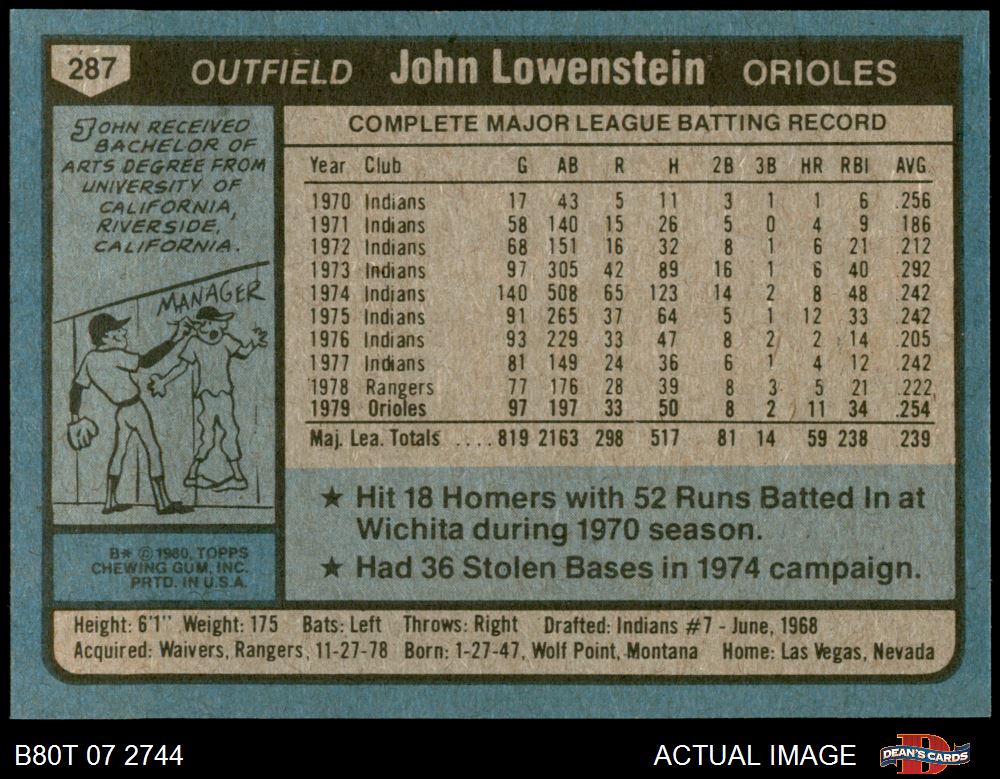 287 OUTFIELD John Lowenstein ORIOLES
JOHN RECEIVED
BACHELOR OF
ARTS DEGREE FROM
UNIVERSITY OF
CALIFORNIA,
RIVERSIDE,
CALIFORNIA.
MANAGER
B* © 1980, TOPPS
CHEWING GUM, INC.
PRTD. IN U.S.A.
COMPLETE MAJOR LEAGUE BATTING RECORD
Year Club G AB R H 2B 3B HR RBI AVG.
1970 Indians 17 43 5 11 3 1 1 6 .256
1971 Indians 58 140 15 26 5 0 4 9 .186
1972 Indians 68 151 16 32 8 1 6 21 .212
1973 Indians 97 305 42 89 16 1 6 40 .292
1974 Indians 140 508 65 123 14 2 8 48 .242
1975 Indians 91 265 37 64 5 1 12 33 .242
1976 Indians 93 229 33 47 8 2 2 14 .205
1977 Indians 81 149 24 36 6 1 4 12 .242
1978 Rangers 77 176 28 39 8 3 5 21 .222
1979 Orioles 97 197 33 50 8 2 11 34 .254
Maj. Lea. Totals .... 819 2163 298 517 81 14 59 238 .239
★ Hit 18 Homers with 52 Runs Batted In at
Wichita during 1970 season.
★ Had 36 Stolen Bases in 1974 campaign.
Height: 6'1" Weight: 175 Bats: Left Throws: Right Drafted: Indians #7 - June, 1968
Acquired: Waivers, Rangers, 11-27-78 Born: 1-27-47, Wolf Point, Montana Home: Las Vegas, Nevada
B80T 07 2744 ACTUAL IMAGE DEAN'S CARDS